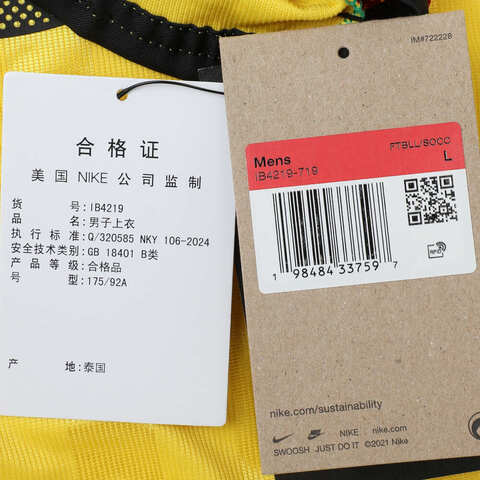 合格证
美国 NIKE 公司监制
货 号: IB4219
品 名: 男子上衣
执行标准: Q/320585 NKY 106-2024
安全技术类别: GB 18401 B类
产品等级: 合格品
号 型: 175/92A
产 地: 泰国
IM#722228
FTBLL/SOCC
Mens L
IB4219-719
1 98484 33759 7
RFID
nike.com/sustainability
NIKE. nike.com
SWOOSH JUST DO IT ©2021 Nike